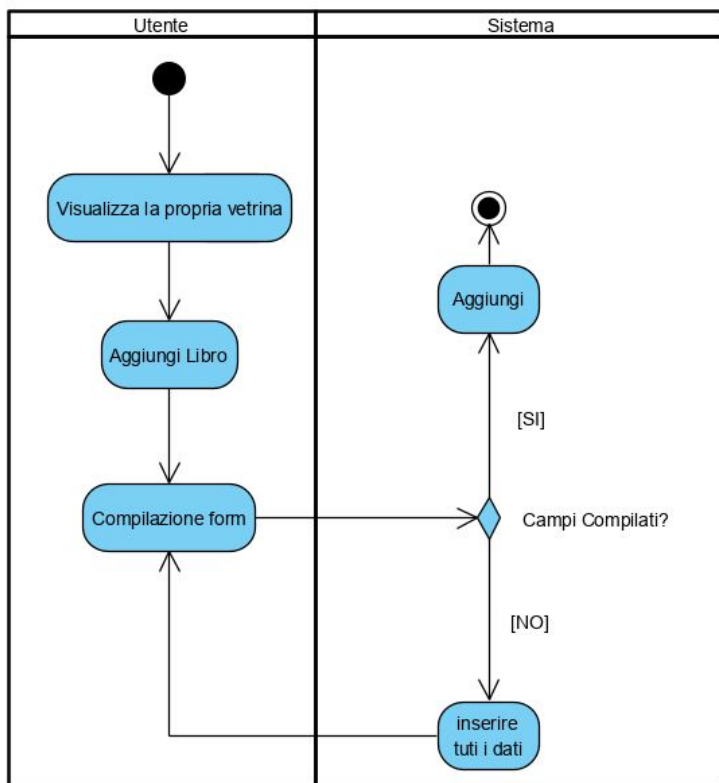 Utente
Sistema
Visualizza la propria vetrina
Aggiungi
Aggiungi Libro
[SI]
Compilazione form
Campi Compilati?
[NO]
inserire
tuti i dati